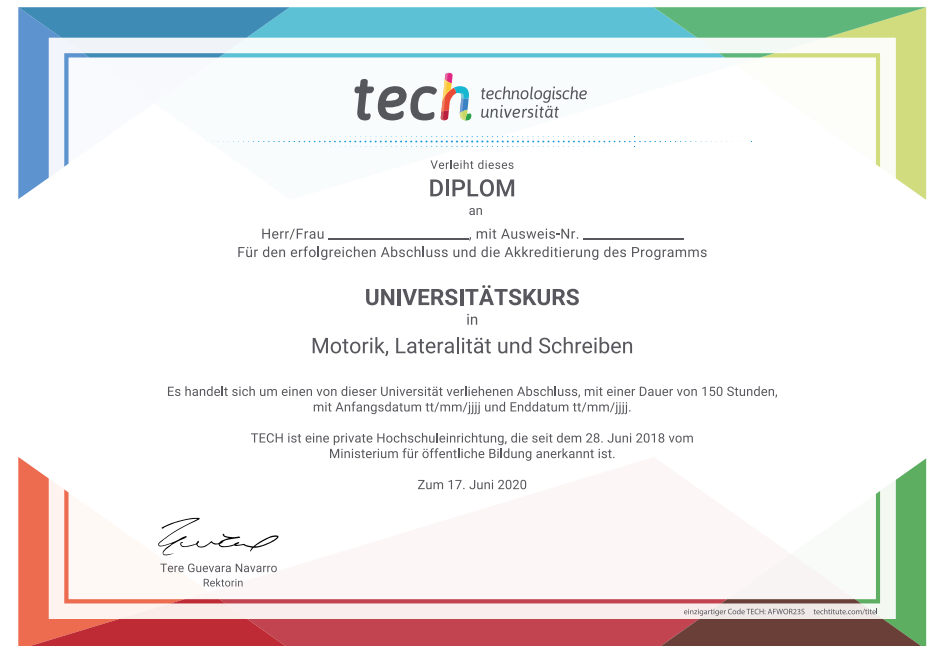 tech technologische
universität
Verleiht dieses
DIPLOM
an
Herr/Frau ____________, mit Ausweis-Nr. ____________
Für den erfolgreichen Abschluss und die Akkreditierung des Programms
UNIVERSITÄTSKURS
in
Motorik, Lateralität und Schreiben
Es handelt sich um einen von dieser Universität verliehenen Abschluss, mit einer Dauer von 150 Stunden,
mit Anfangsdatum tt/mm/jjjj und Enddatum tt/mm/jjjj.
TECH ist eine private Hochschuleinrichtung, die seit dem 28. Juni 2018 vom
Ministerium für öffentliche Bildung anerkannt ist.
Zum 17. Juni 2020
Tere Guevara Navarro
Rektorin
einzigartiger Code TECH: AFWOR23S techtitute.com/titel